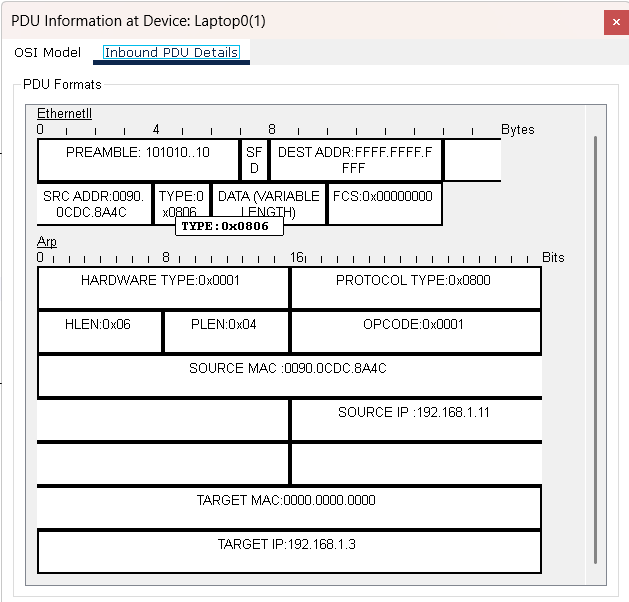 PDU Information at Device: Laptop0(1)
×
OSI Model Inbound PDU Details
PDU Formats
EthernetII
0 4 8 Bytes
PREAMBLE: 101010..10
SF
D
DEST ADDR:FFFF.FFFF.F
FFF
SRC ADDR:0090.
0CDC.8A4C
TYPE:0
x0806
DATA (VARIABLE
LENGTH)
FCS:0x00000000
TYPE:0x0806
Arp
0 8 16 Bits
HARDWARE TYPE:0x0001 PROTOCOL TYPE:0x0800
HLEN:0x06 PLEN:0x04 OPCODE:0x0001
SOURCE MAC :0090.0CDC.8A4C
SOURCE IP :192.168.1.11
TARGET MAC:0000.0000.0000
TARGET IP:192.168.1.3